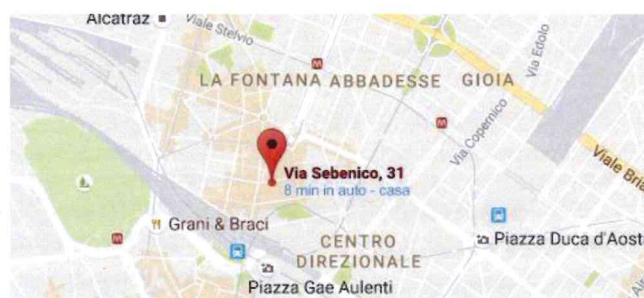 Alcatraz
Viale Stelvio
Via Edolo
LA FONTANA ABBADESSE GIOIA
M
M
Via Copernico
Via Sebenico, 31
8 min in auto - casa
Viale Bri
Grani & Braci
M
CENTRO
DIREZIONALE
Piazza Duca d'Aost
Piazza Gae Aulenti